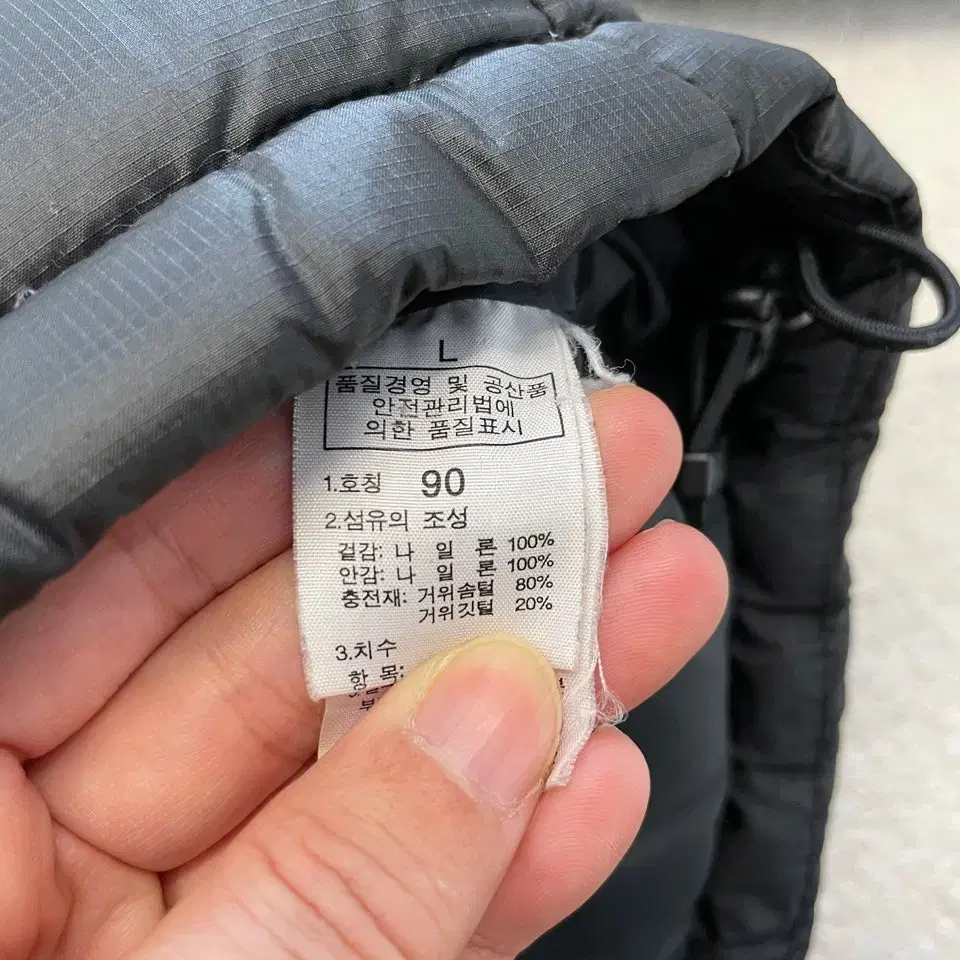 L
품질경영 및 공산품
안전관리법에
의한 품질표시
1.호칭 90
2.섬유의 조성
겉감: 나 일 론 100%
안감: 나 일 론 100%
충전재: 거위솜털 80%
거위깃털 20%
3.치수
항 목: